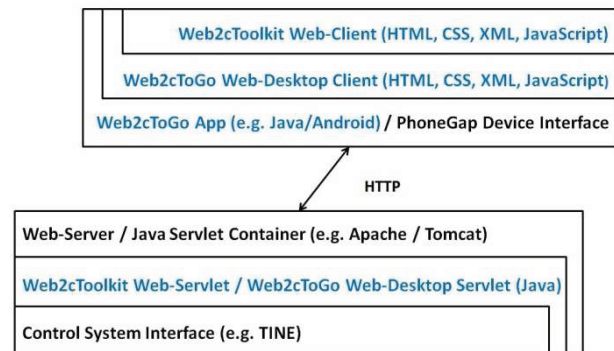 Web2cToolkit Web-Client (HTML, CSS, XML, JavaScript)
Web2cToGo Web-Desktop Client (HTML, CSS, XML, JavaScript)
Web2cToGo App (e.g. Java/Android) / PhoneGap Device Interface
HTTP
Web-Server / Java Servlet Container (e.g. Apache / Tomcat)
Web2cToolkit Web-Servlet / Web2cToGo Web-Desktop Servlet (Java)
Control System Interface (e.g. TINE)